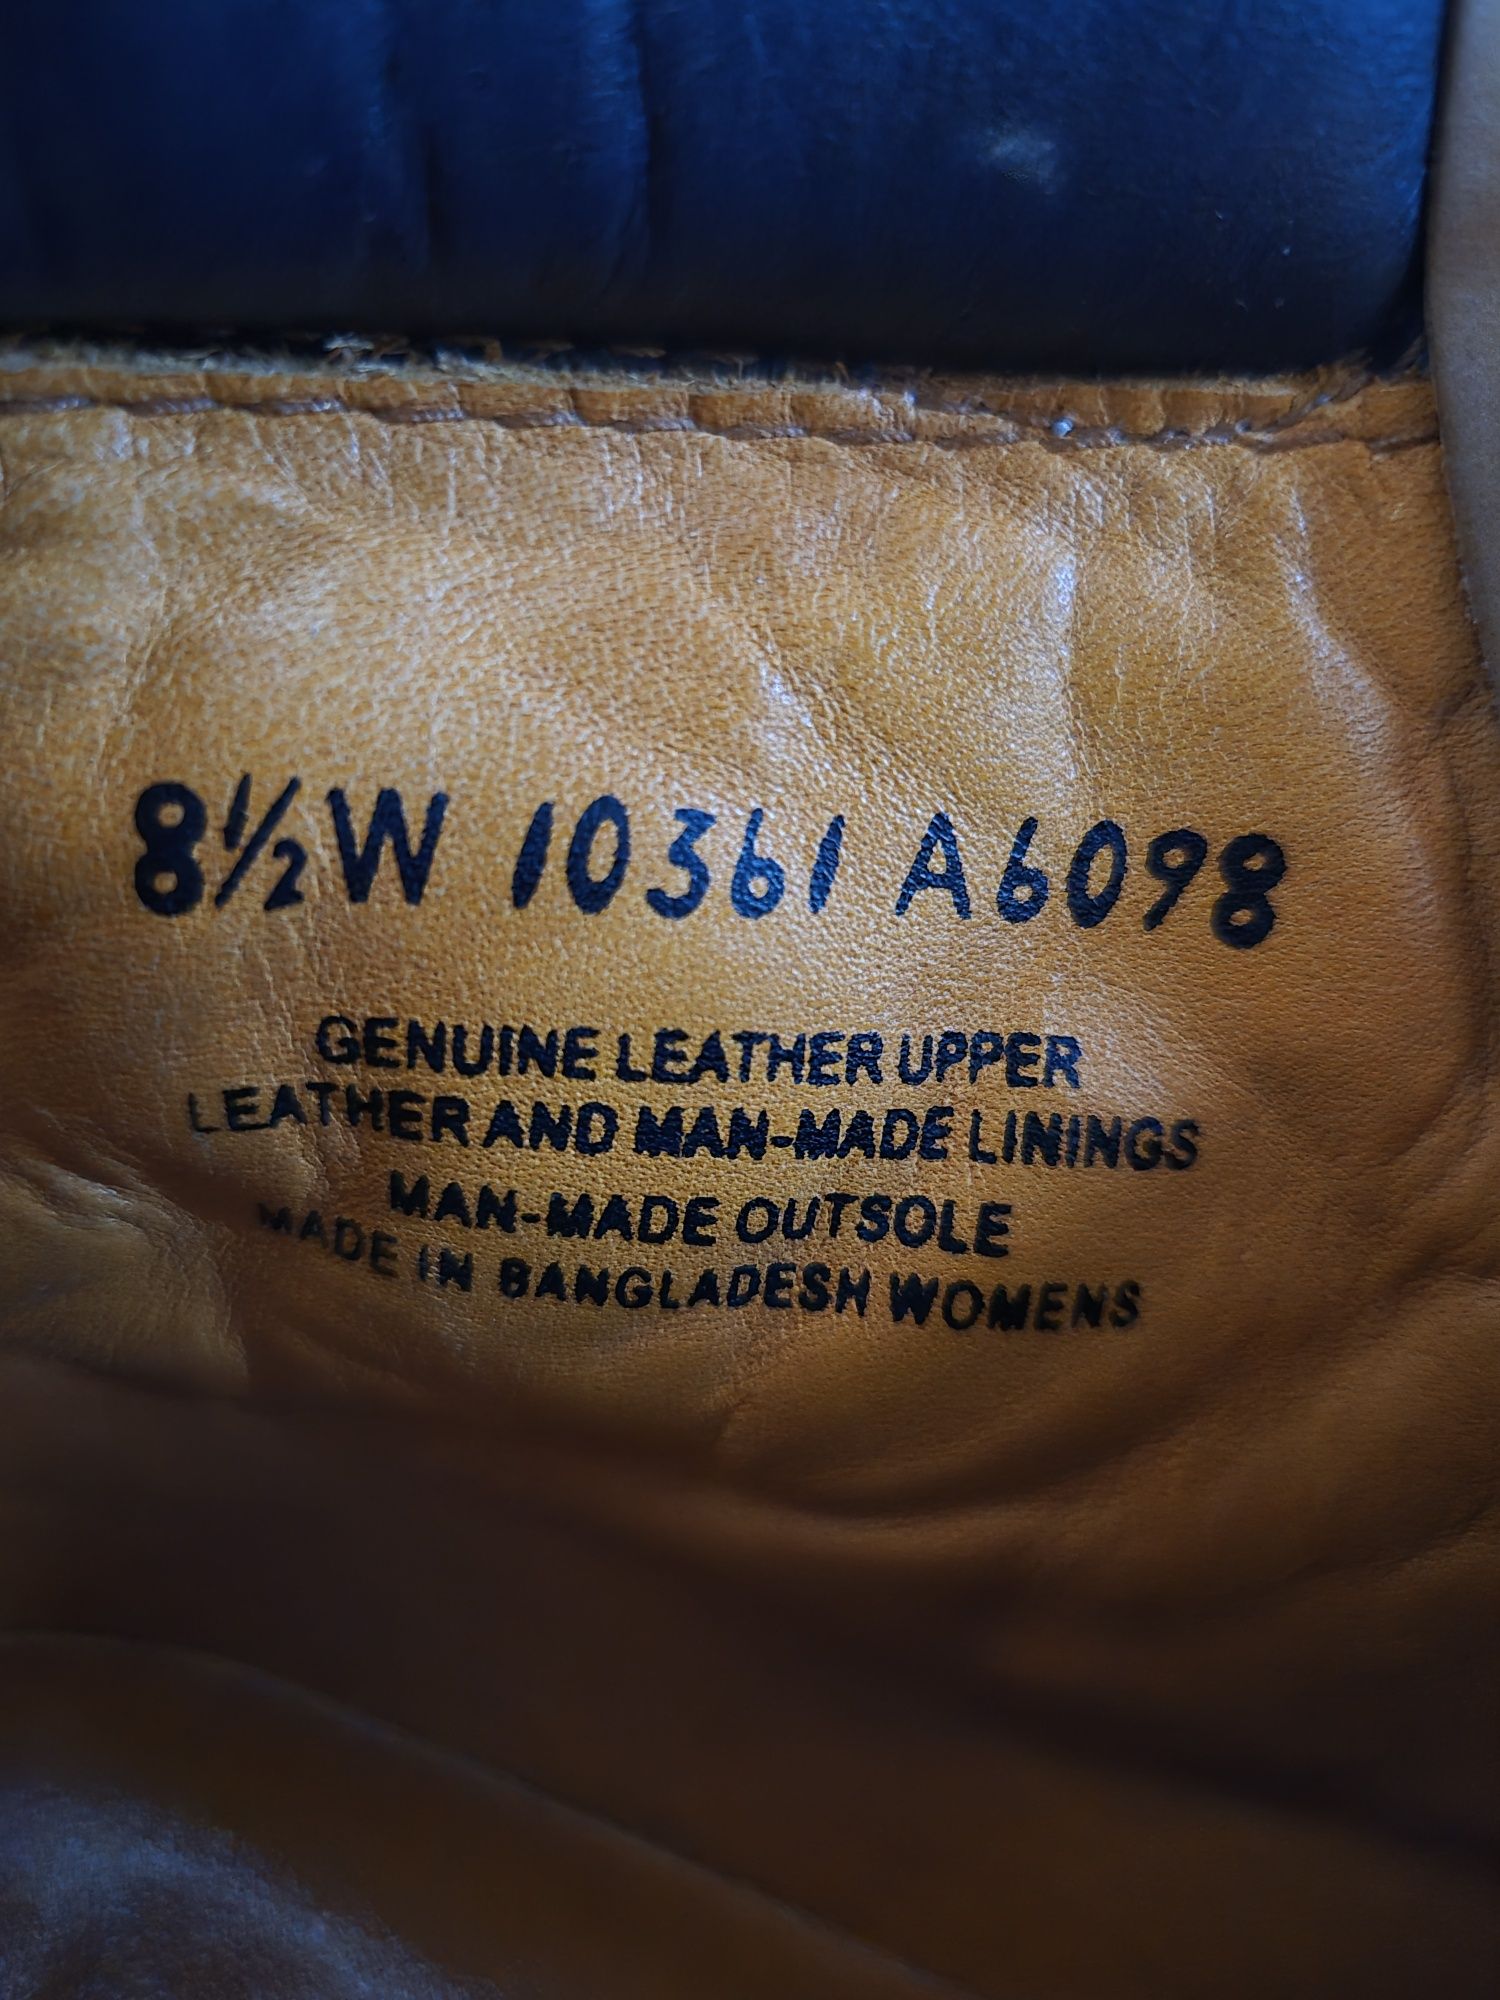 8½W 10361 A6098
GENUINE LEATHER UPPER
LEATHER AND MAN-MADE LININGS
MAN-MADE OUTSOLE
MADE IN BANGLADESH WOMENS